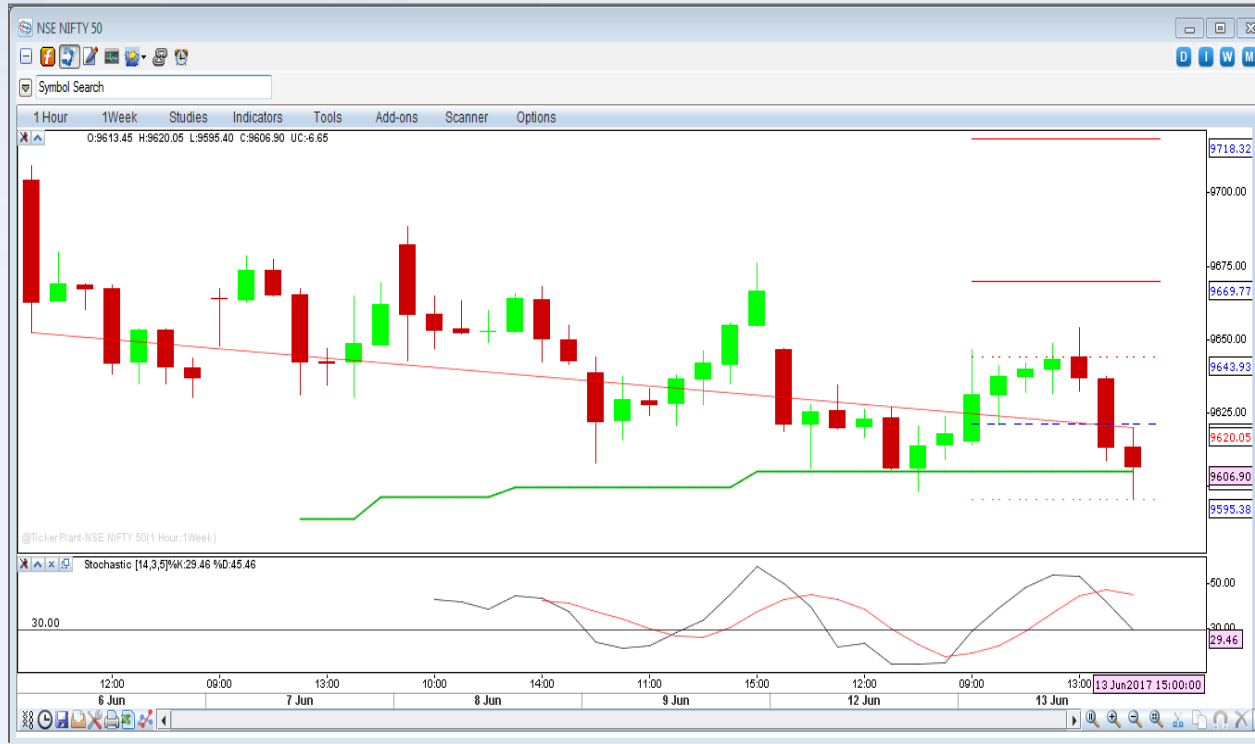 NSE NIFTY 50
D I W M
Symbol Search
1 Hour 1Week Studies Indicators Tools Add-ons Scanner Options
O:9613.45 H:9620.05 L:9595.40 C:9606.90 UC:-6.65
9718.32
9700.00
9675.00
9669.77
9650.00
9643.93
9625.00
9620.05
9606.90
9595.38
@TickerPlant-NSE NIFTY 50(1 Hour:1Week)
Stochastic [14,3,5]%K:29.46 %D:45.46
50.00
30.00 30.00
29.46
12:00 09:00 13:00 10:00 14:00 11:00 15:00 12:00 09:00 13:00 13 Jun2017 15:00:00
6 Jun 7 Jun 8 Jun 9 Jun 12 Jun 13 Jun